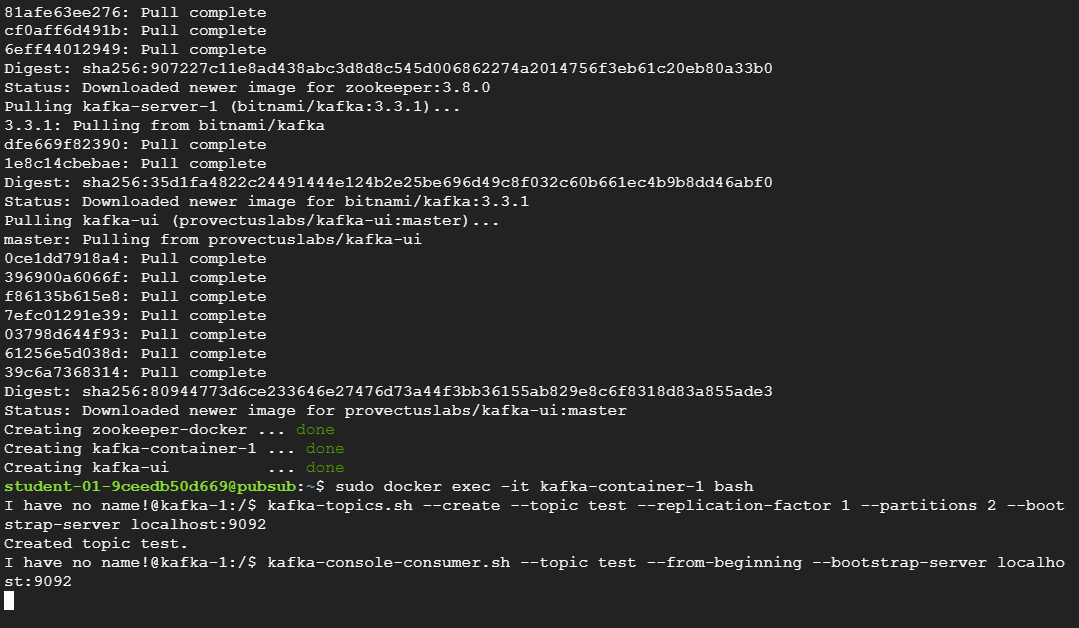 81afe63ee276: Pull complete
cf0aff6d491b: Pull complete
6eff44012949: Pull complete
Digest: sha256:907227c11e8ad438abc3d8d8c545d006862274a2014756f3eb61c20eb80a33b0
Status: Downloaded newer image for zookeeper:3.8.0
Pulling kafka-server-1 (bitnami/kafka:3.3.1)...
3.3.1: Pulling from bitnami/kafka
dfe669f82390: Pull complete
1e8c14cbebae: Pull complete
Digest: sha256:35d1fa4822c24491444e124b2e25be696d49c8f032c60b661ec4b9b8dd46abf0
Status: Downloaded newer image for bitnami/kafka:3.3.1
Pulling kafka-ui (provectuslabs/kafka-ui:master)...
master: Pulling from provectuslabs/kafka-ui
0ce1dd7918a4: Pull complete
396900a6066f: Pull complete
f86135b615e8: Pull complete
7efc01291e39: Pull complete
03798d644f93: Pull complete
61256e5d038d: Pull complete
39c6a7368314: Pull complete
Digest: sha256:80944773d6ce233646e27476d73a44f3bb36155ab829e8c6f8318d83a855ade3
Status: Downloaded newer image for provectuslabs/kafka-ui:master
Creating zookeeper-docker ... done
Creating kafka-container-1 ... done
Creating kafka-ui          ... done
student-01-9ceedb50d669@pubsub:~$ sudo docker exec -it kafka-container-1 bash
I have no name!@kafka-1:/$ kafka-topics.sh --create --topic test --replication-factor 1 --partitions 2 --boot
strap-server localhost:9092
Created topic test.
I have no name!@kafka-1:/$ kafka-console-consumer.sh --topic test --from-beginning --bootstrap-server localho
st:9092